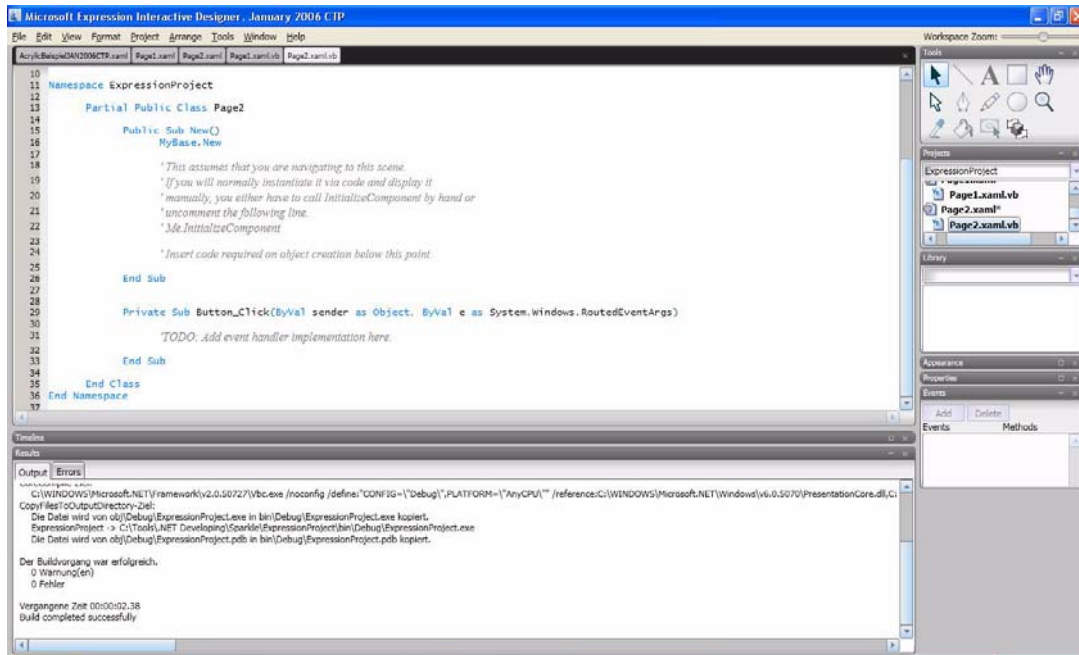 Microsoft Expression Interactive Designer, January 2006 CTP
File Edit View Format Project Arrange Tools Window Help
Workspace Zoom:
AcrylicBeispielJAN2006CTP.xaml Page1.xaml Page2.xaml Page1.xaml.vb Page2.xaml.vb
Tools
10
11 Namespace ExpressionProject
12
13 Partial Public Class Page2
14
15 Public Sub New()
16 MyBase.New
17
18 ' This assumes that you are navigating to this scene.
19 ' If you will normally instantiate it via code and display it
20 ' manually, you either have to call InitializeComponent by hand or
21 ' uncomment the following line.
22 ' Me.InitializeComponent
23
24 ' Insert code required on object creation below this point.
25
26 End Sub
27
28
29 Private Sub Button_Click(ByVal sender as Object, ByVal e as System.Windows.RoutedEventArgs)
30
31 'TODO: Add event handler implementation here.
32
33 End Sub
34
35 End Class
36 End Namespace
37
Projects
ExpressionProject
Page1.xaml.vb
Page2.xaml*
Page2.xaml.vb
Library
Appearance
Properties
Events
Add Delete
Events Methods
Timeline
Results
Output Errors
C:\WINDOWS\Microsoft.NET\Framework\v2.0.50727\Vbc.exe /noconfig /define:"CONFIG=\"Debug\",PLATFORM=\"AnyCPU\"" /reference:C:\WINDOWS\Microsoft.NET\Windows\v6.0.5070\PresentationCore.dll,C:
CopyFilesToOutputDirectory-Ziel:
Die Datei wird von obj\Debug\ExpressionProject.exe in bin\Debug\ExpressionProject.exe kopiert.
ExpressionProject -> C:\Tools\.NET Developing\Sparkle\ExpressionProject\bin\Debug\ExpressionProject.exe
Die Datei wird von obj\Debug\ExpressionProject.pdb in bin\Debug\ExpressionProject.pdb kopiert.
Der Buildvorgang war erfolgreich.
0 Warnung(en)
0 Fehler
Vergangene Zeit 00:00:02.38
Build completed successfully